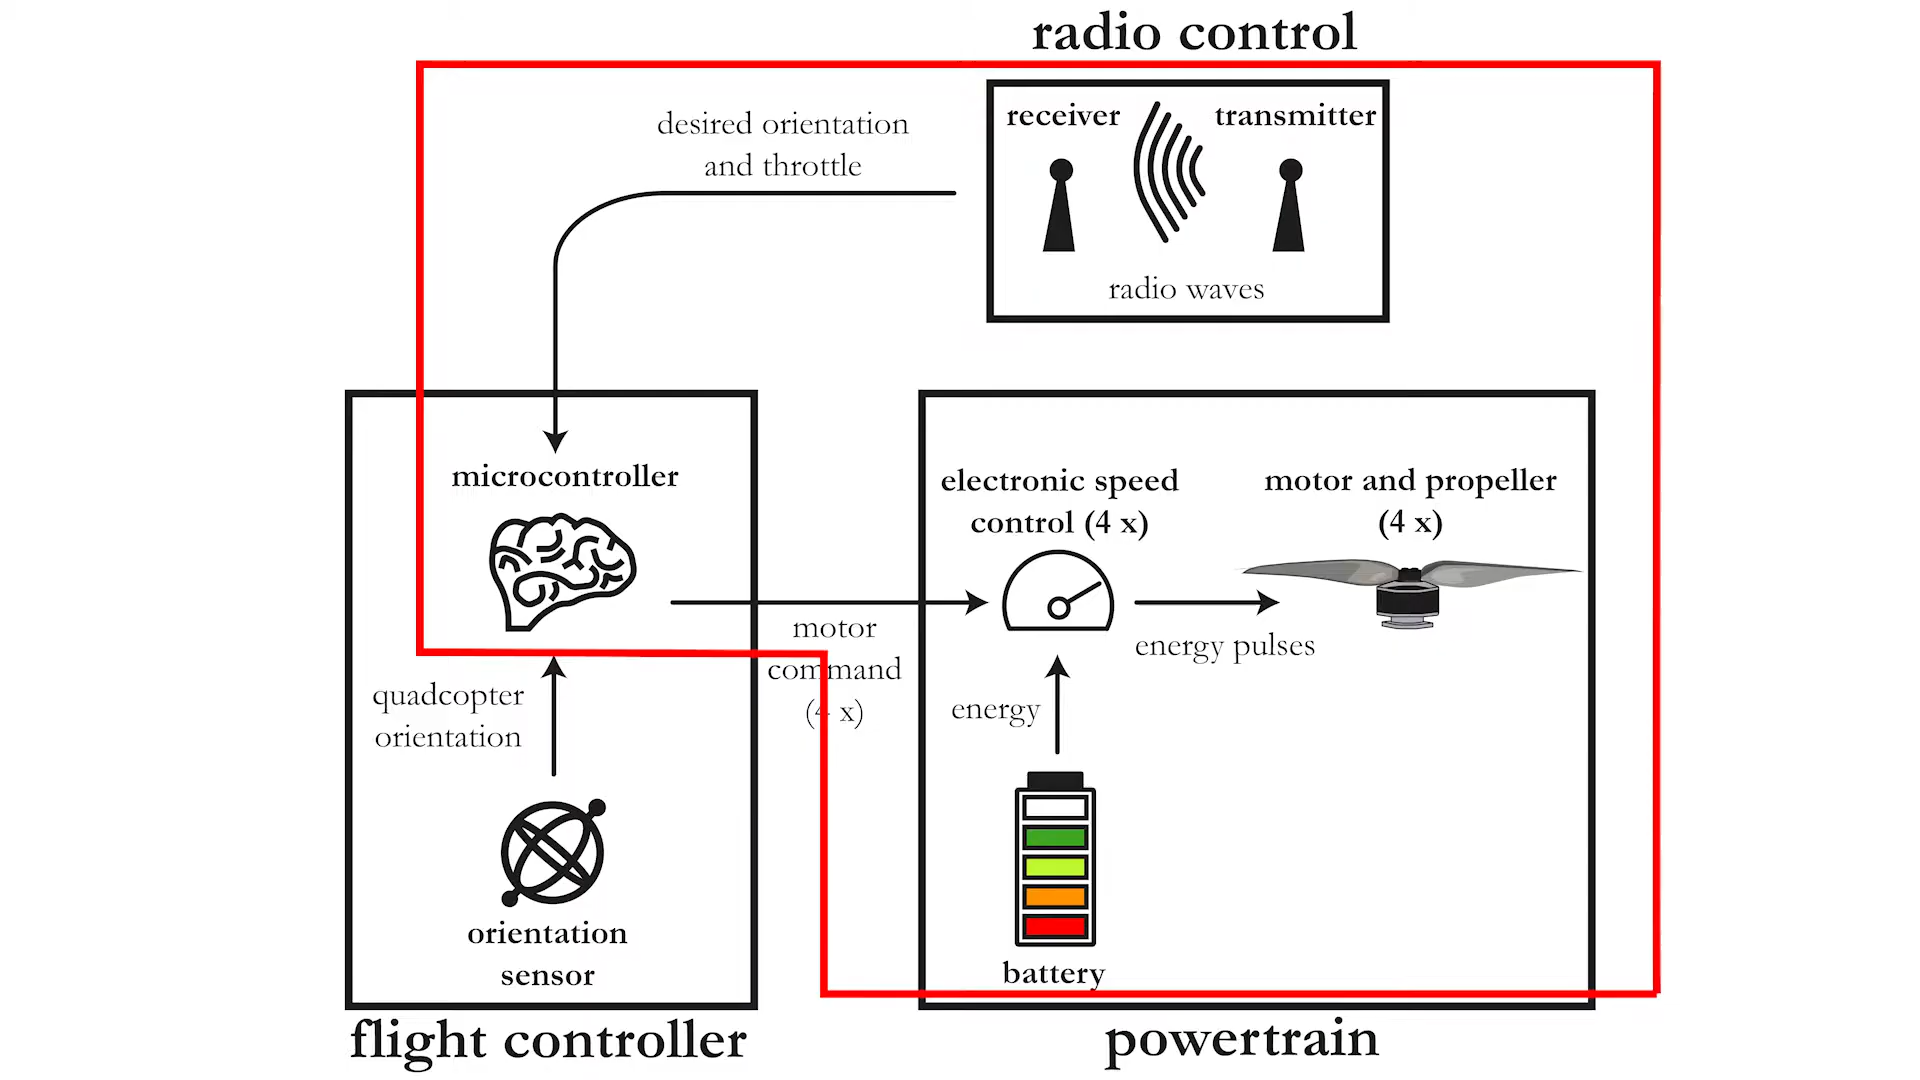 radio control
receiver
transmitter
desired orientation
and throttle
radio waves
microcontroller
electronic speed
control (4 x)
motor and propeller
(4 x)
motor
command
(4 x)
energy pulses
quadcopter
orientation
energy
orientation
sensor
battery
flight controller
powertrain